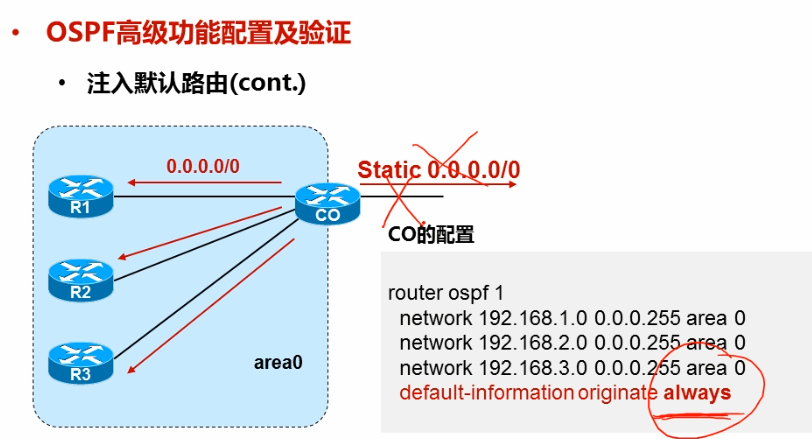 • OSPF高级功能配置及验证
• 注入默认路由(cont.)
0.0.0.0/0
Static 0.0.0.0/0
R1
CO
CO的配置
R2
R3
area0
router ospf 1
network 192.168.1.0 0.0.0.255 area 0
network 192.168.2.0 0.0.0.255 area 0
network 192.168.3.0 0.0.0.255 area 0
default-information originate always